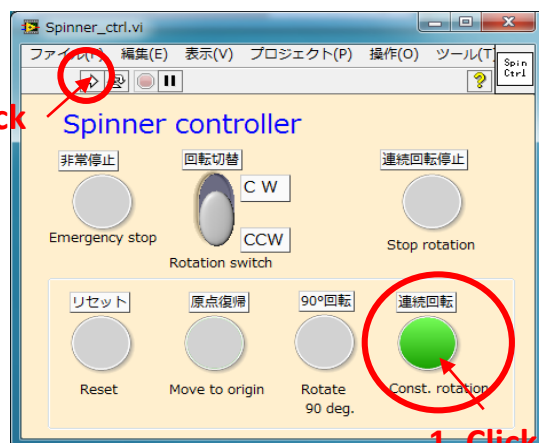 Spinner_ctrl.vi
ファイル(F) 編集(E) 表示(V) プロジェクト(P) 操作(O) ツール(T
Spin
Ctrl
?
ck
Spinner controller
非常停止 回転切替 連続回転停止
C W
CCW
Emergency stop Rotation switch Stop rotation
リセット 原点復帰 90º回転 連続回転
Reset Move to origin Rotate Const. rotation
90 deg.
1. Click